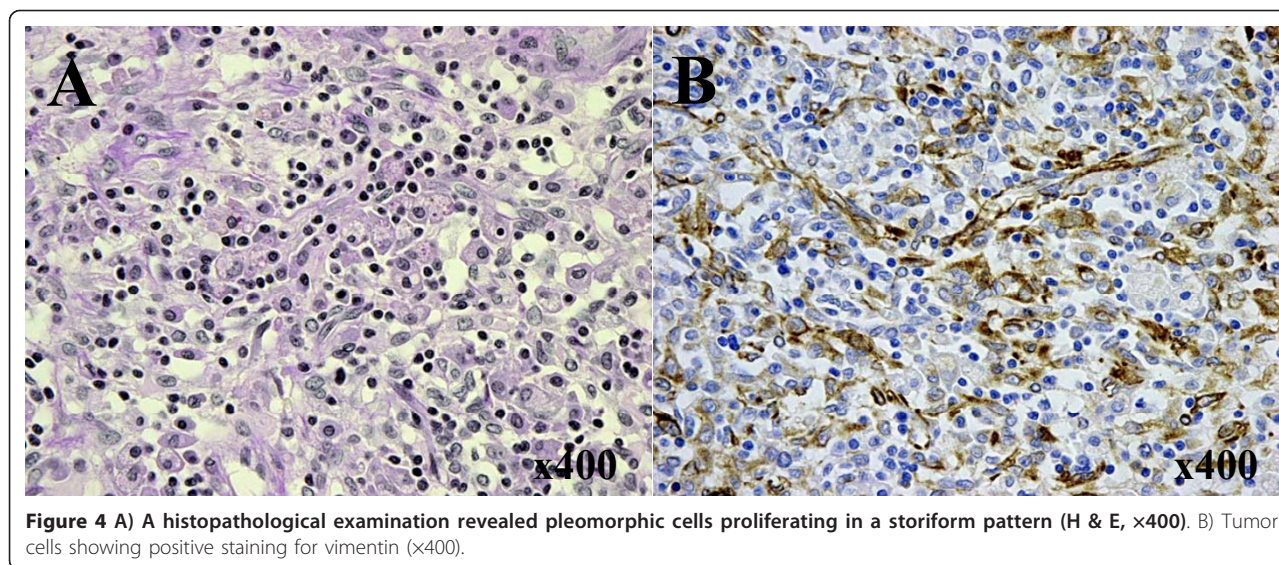 A
B
x400
x400
Figure 4 A) A histopathological examination revealed pleomorphic cells proliferating in a storiform pattern (H & E, ×400). B) Tumor
cells showing positive staining for vimentin (×400).